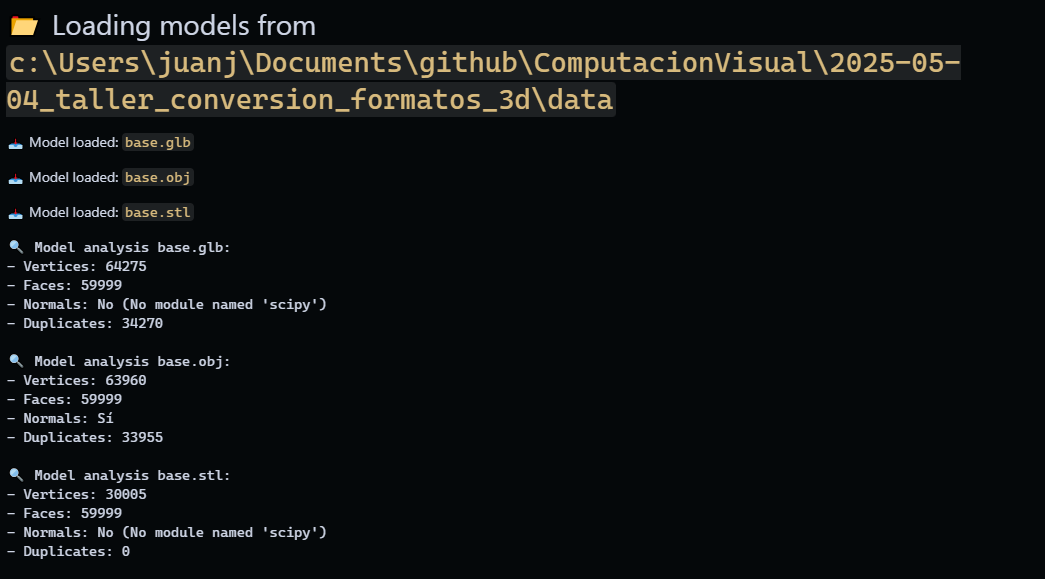 📂 Loading models from
c:\Users\juanj\Documents\github\ComputacionVisual\2025-05-
04_taller_conversion_formatos_3d\data
📥 Model loaded: base.glb
📥 Model loaded: base.obj
📥 Model loaded: base.stl
🔍 Model analysis base.glb:
- Vertices: 64275
- Faces: 59999
- Normals: No (No module named 'scipy')
- Duplicates: 34270
🔍 Model analysis base.obj:
- Vertices: 63960
- Faces: 59999
- Normals: Sí
- Duplicates: 33955
🔍 Model analysis base.stl:
- Vertices: 30005
- Faces: 59999
- Normals: No (No module named 'scipy')
- Duplicates: 0